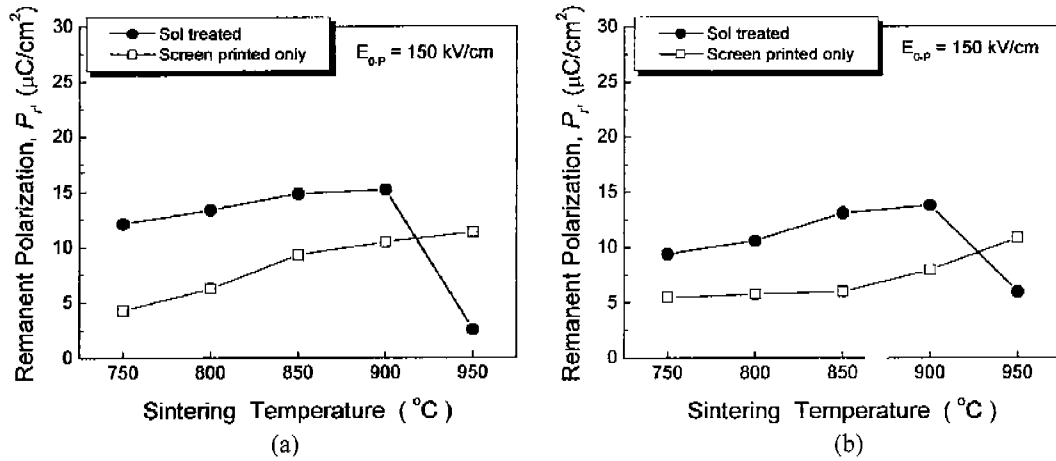 Sol treated
Screen printed only
E0-P = 150 kV/cm
Remanent Polarization, Pr, (μC/cm2)
30
25
20
15
10
5
0
750 800 850 900 950
Sintering Temperature ( oC)
(a)
Sol treated
Screen printed only
E0-P = 150 kV/cm
Remanent Polarization, Pr, (μC/cm2)
30
25
20
15
10
5
0
750 800 850 900 950
Sintering Temperature ( oC)
(b)